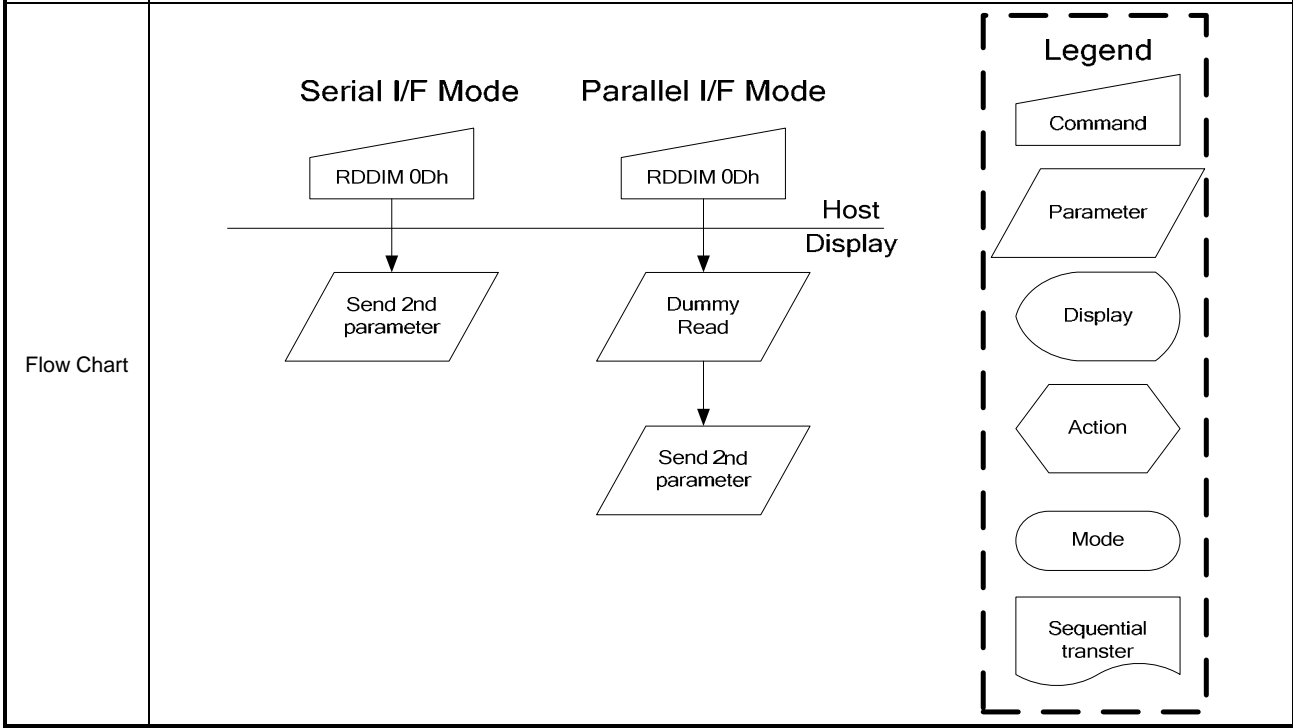 Flow Chart
Serial I/F Mode
RDDIM 0Dh
Send 2nd
parameter
Parallel I/F Mode
RDDIM 0Dh
Host
Display
Dummy
Read
Send 2nd
parameter
Legend
Command
Parameter
Display
Action
Mode
Sequential
transter